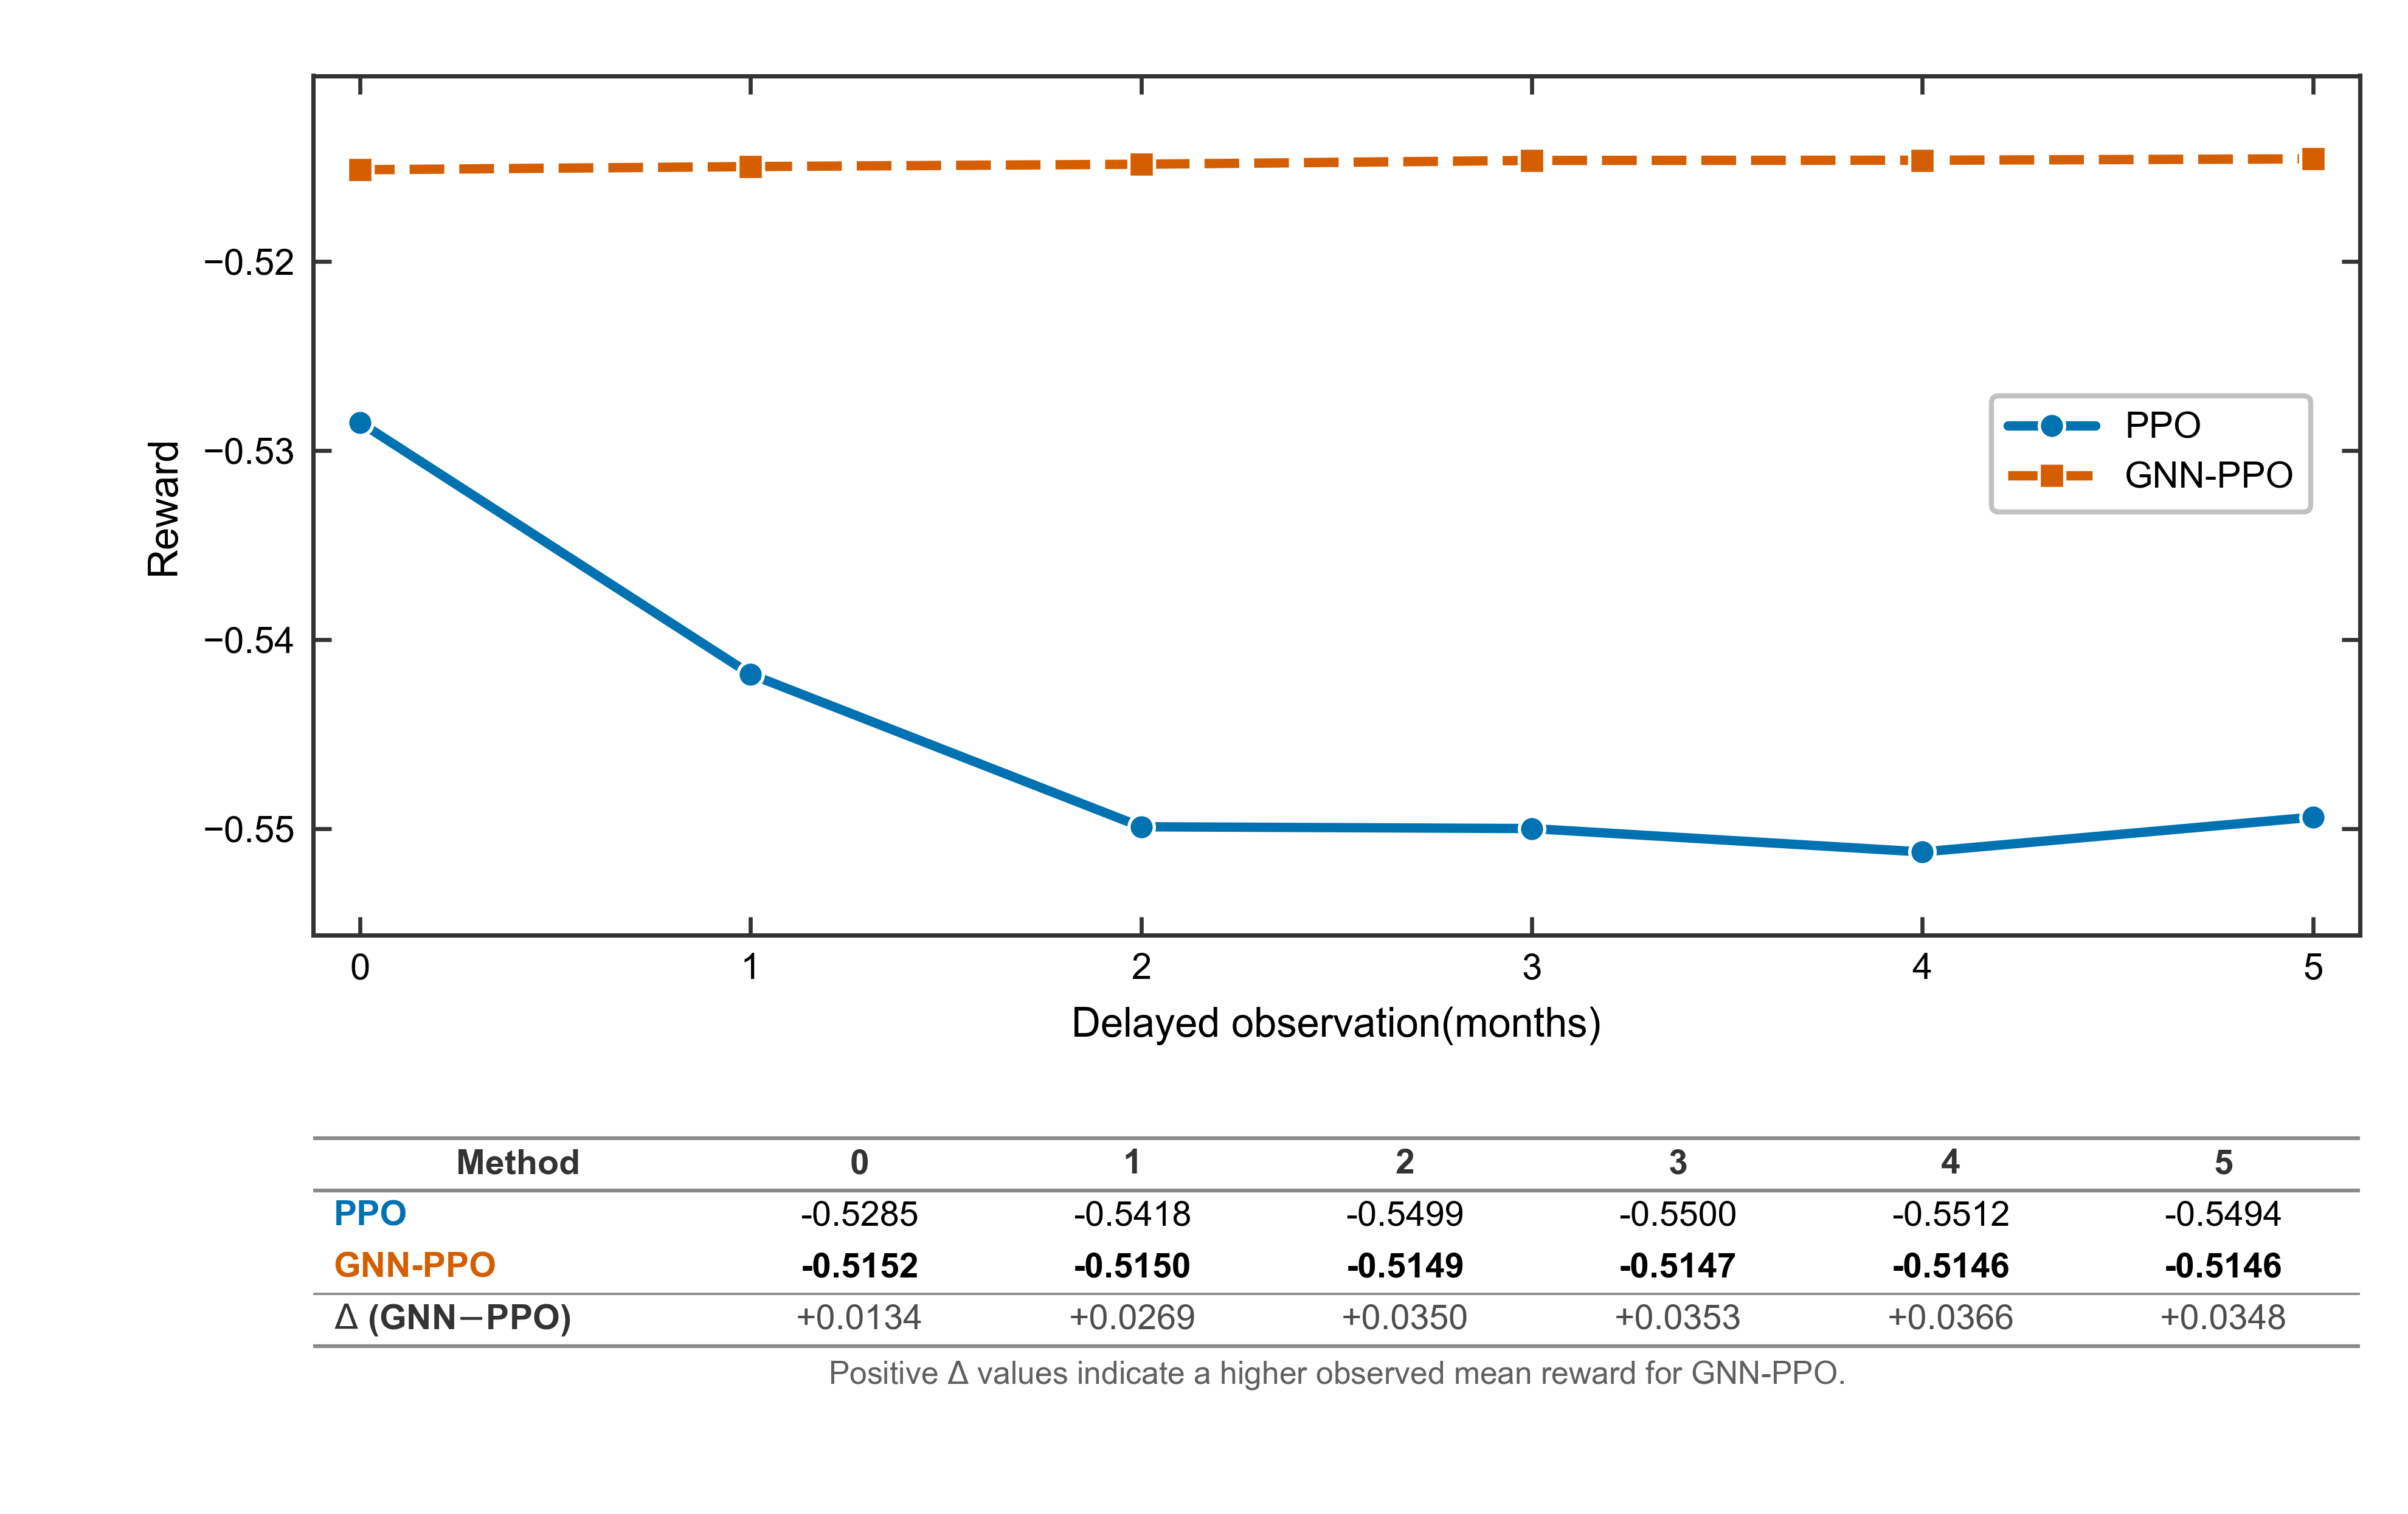 −0.52
−0.53
−0.54
−0.55
Reward
PPO
GNN-PPO
0 1 2 3 4 5
Delayed observation(months)
Method 0 1 2 3 4 5
PPO -0.5285 -0.5418 -0.5499 -0.5500 -0.5512 -0.5494
GNN-PPO -0.5152 -0.5150 -0.5149 -0.5147 -0.5146 -0.5146
Δ (GNN−PPO) +0.0134 +0.0269 +0.0350 +0.0353 +0.0366 +0.0348
Positive Δ values indicate a higher observed mean reward for GNN-PPO.